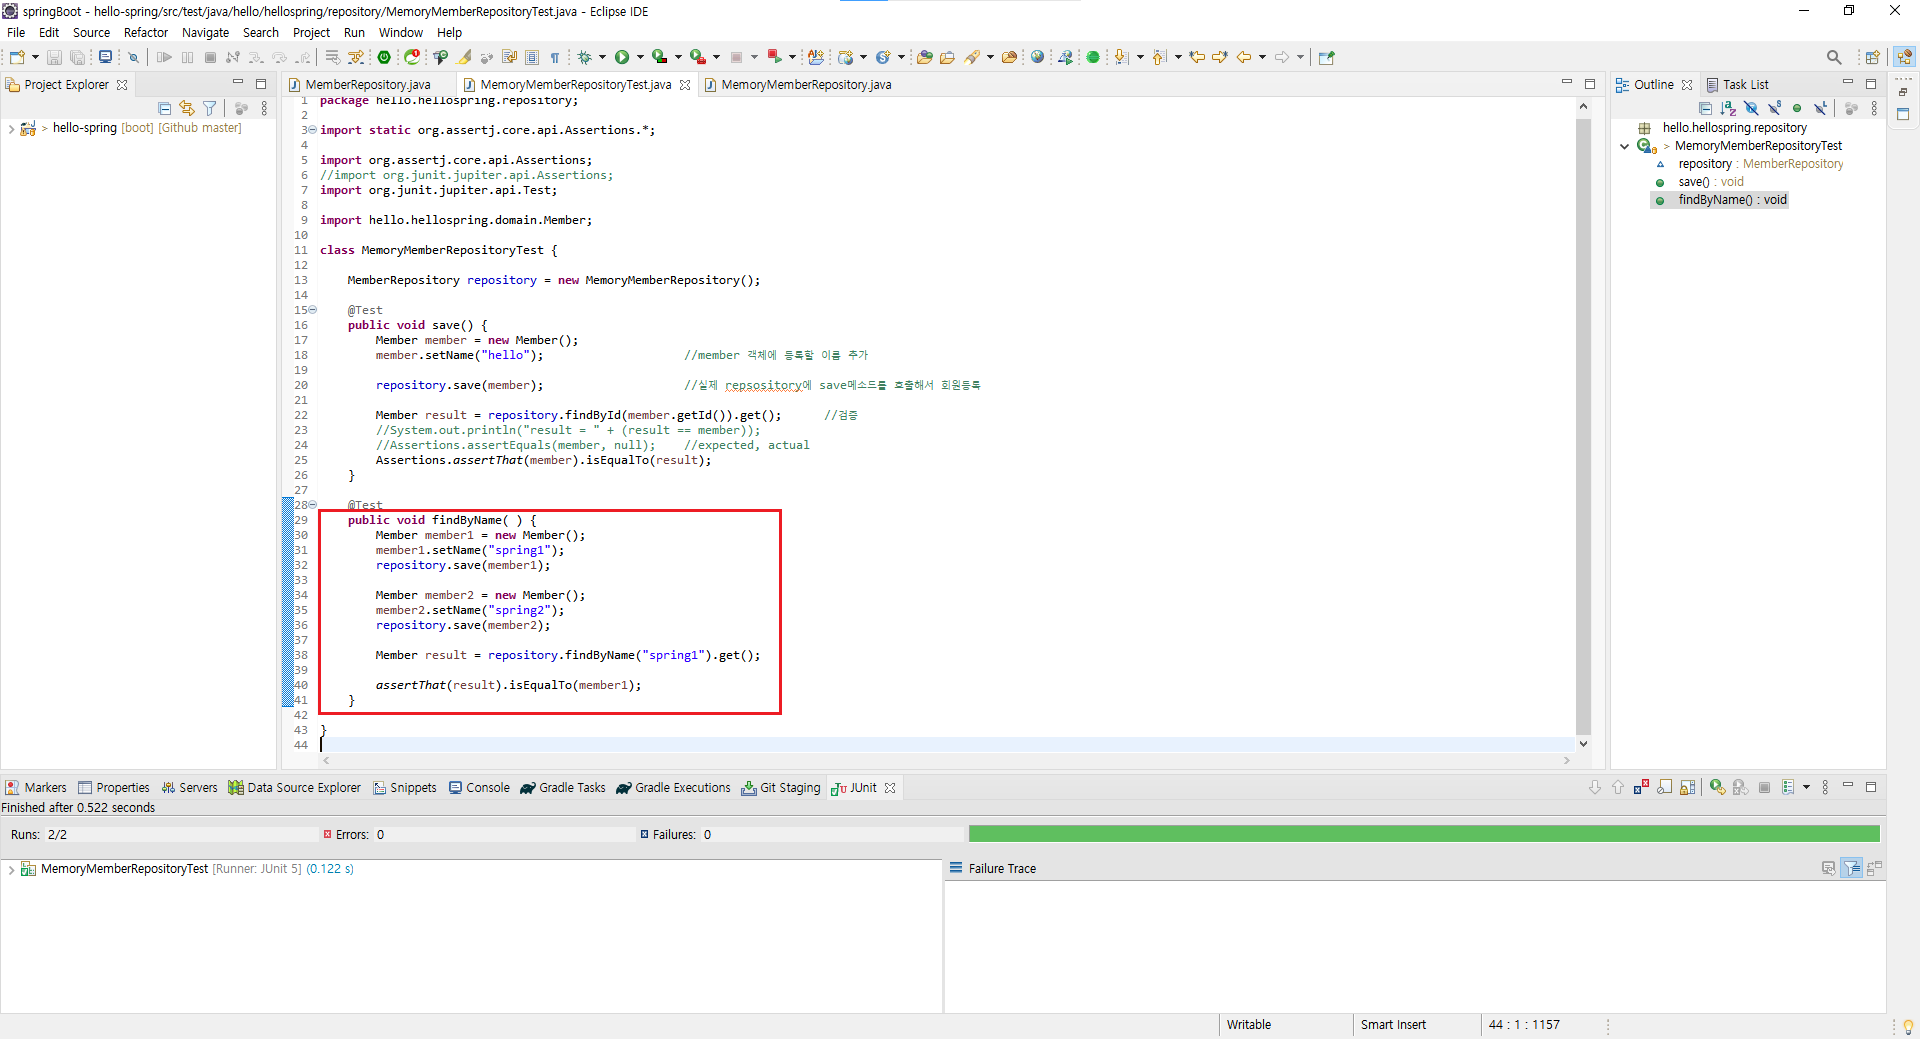 springBoot - hello-spring/src/test/java/hello/hellospring/repository/MemoryMemberRepositoryTest.java - Eclipse IDE
File Edit Source Refactor Navigate Search Project Run Window Help
Project Explorer
> hello-spring [boot] [Github master]
MemberRepository.java MemoryMemberRepositoryTest.java MemoryMemberRepository.java
1 package hello.hellospring.repository;
2
3 import static org.assertj.core.api.Assertions.*;
4
5 import org.assertj.core.api.Assertions;
6 //import org.junit.jupiter.api.Assertions;
7 import org.junit.jupiter.api.Test;
8
9 import hello.hellospring.domain.Member;
10
11 class MemoryMemberRepositoryTest {
12
13 MemberRepository repository = new MemoryMemberRepository();
14
15 @Test
16 public void save() {
17 Member member = new Member();
18 member.setName("hello"); //member 객체에 등록할 이름 추가
19
20 repository.save(member); //실제 repsository에 save메소드를 호출해서 회원등록
21
22 Member result = repository.findById(member.getId()).get(); //검증
23 //System.out.println("result = " + (result == member));
24 //Assertions.assertEquals(member, null); //expected, actual
25 Assertions.assertThat(member).isEqualTo(result);
26 }
27
28 @Test
29 public void findByName( ) {
30 Member member1 = new Member();
31 member1.setName("spring1");
32 repository.save(member1);
33
34 Member member2 = new Member();
35 member2.setName("spring2");
36 repository.save(member2);
37
38 Member result = repository.findByName("spring1").get();
39
40 assertThat(result).isEqualTo(member1);
41 }
42
43 }
44
Outline Task List
hello.hellospring.repository
> MemoryMemberRepositoryTest
repository : MemberRepository
save() : void
findByName() : void
Markers Properties Servers Data Source Explorer Snippets Console Gradle Tasks Gradle Executions Git Staging JUnit
Finished after 0.522 seconds
Runs: 2/2 Errors: 0 Failures: 0
MemoryMemberRepositoryTest [Runner: JUnit 5] (0.122 s)
Failure Trace
Writable Smart Insert 44 : 1 : 1157